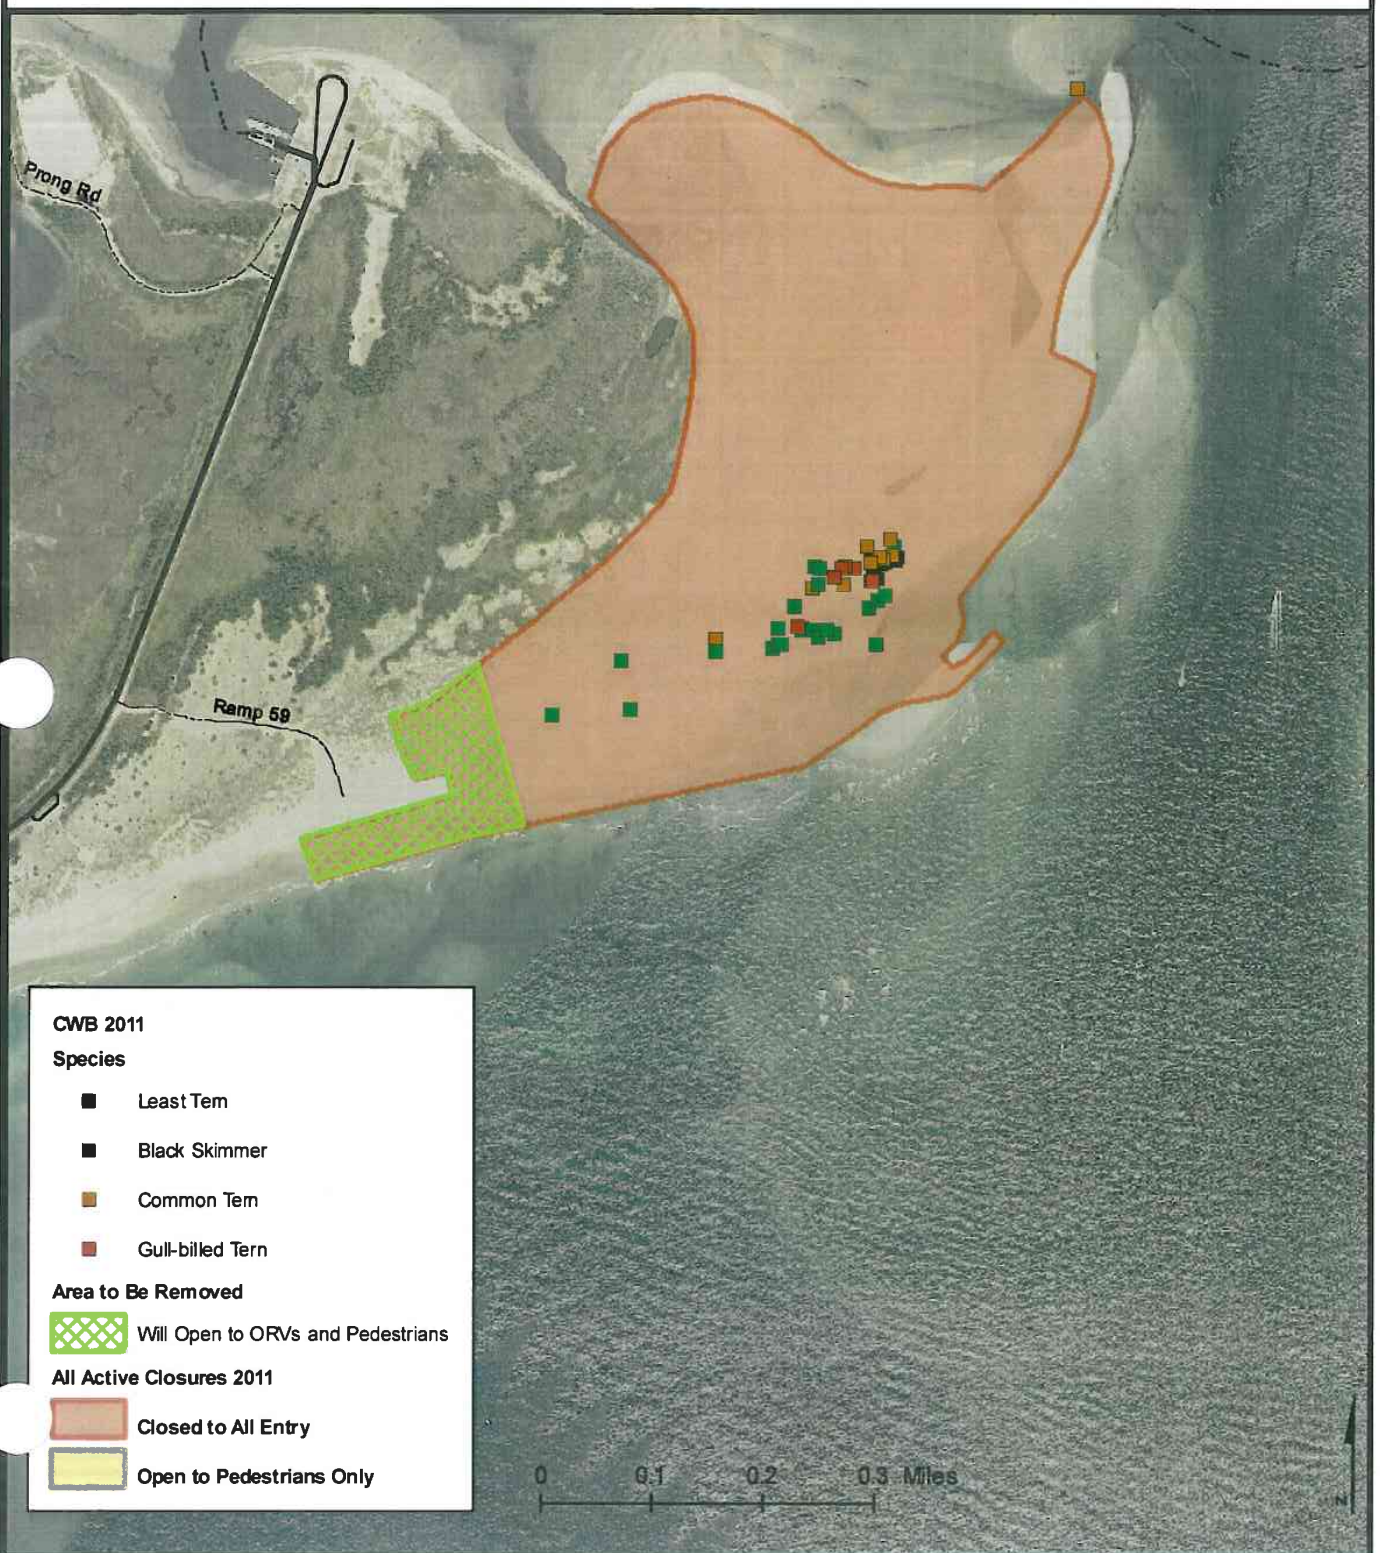 Prong Rd
Ramp 59
CWB 2011
Species
Least Tern
Black Skimmer
Common Tern
Gull-billed Tern
Area to Be Removed
Will Open to ORVs and Pedestrians
All Active Closures 2011
Closed to All Entry
Open to Pedestrians Only
0 0.1 0.2 0.3 Miles
N